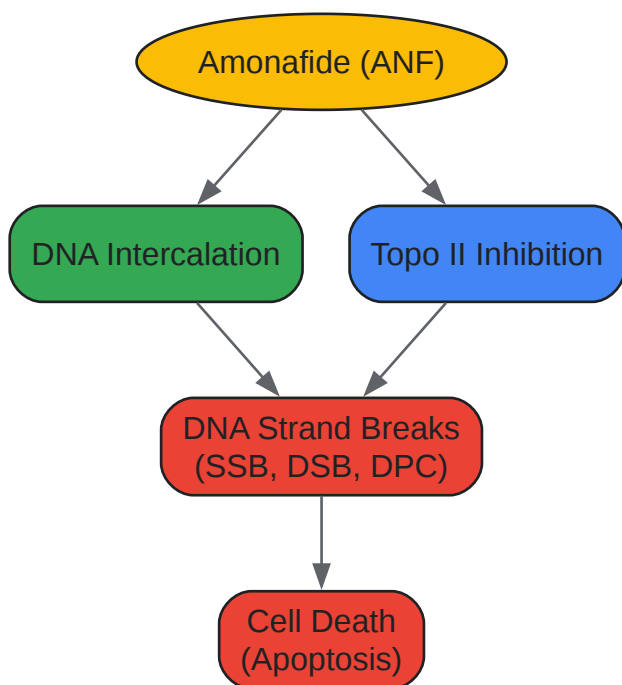 Amonafide (ANF)
DNA Intercalation
Topo II Inhibition
DNA Strand Breaks
(SSB, DSB, DPC)
Cell Death
(Apoptosis)